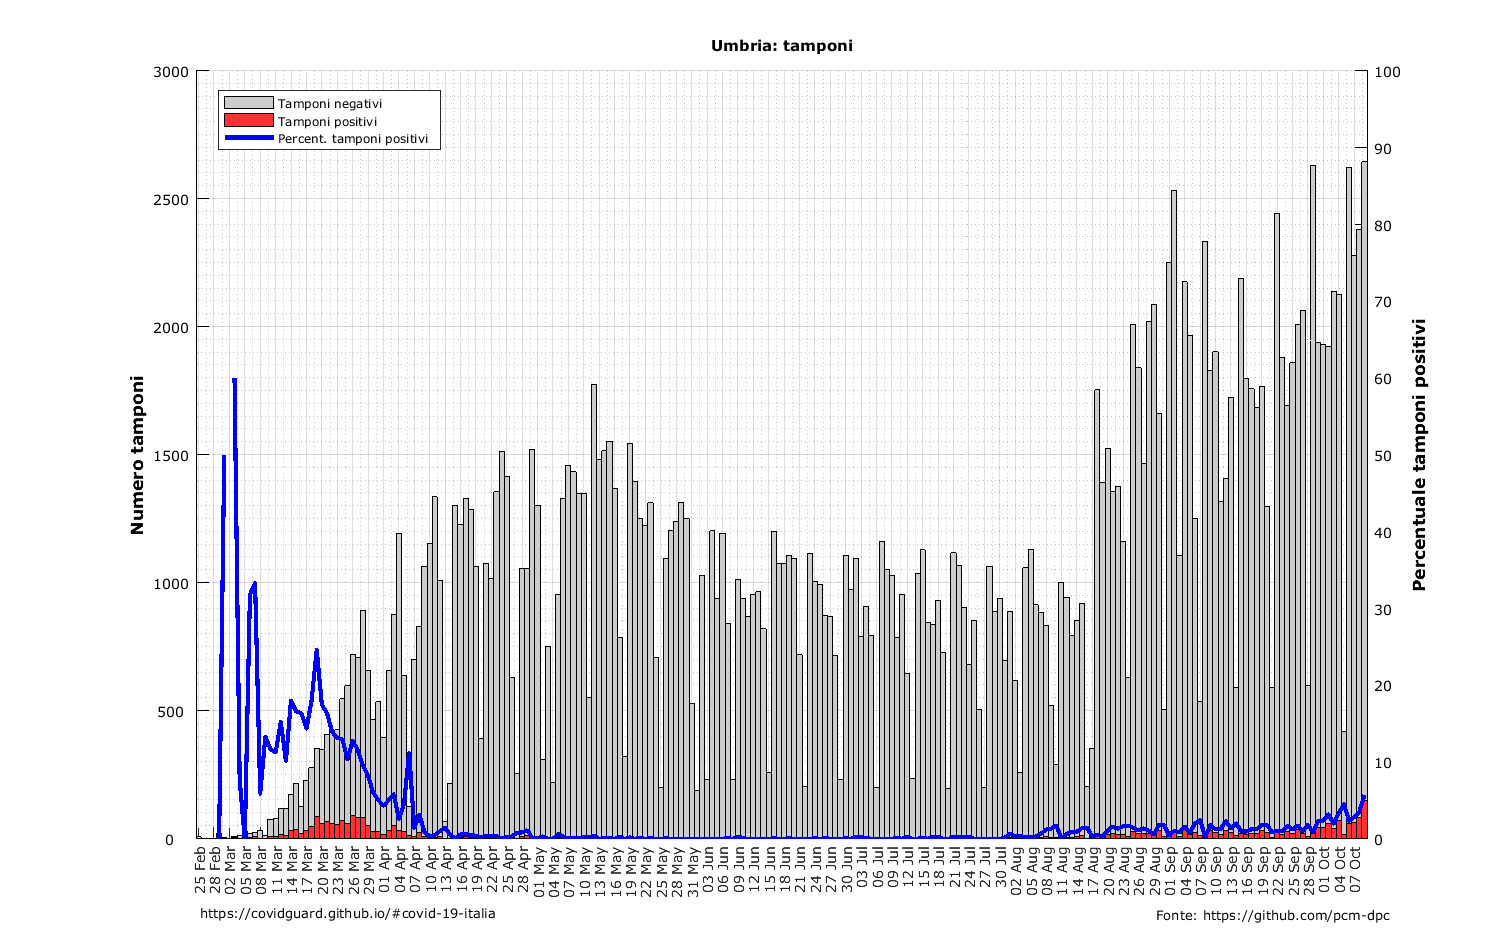 Umbria: tamponi
3000
2500
2000
1500
1000
500
0
100
90
80
70
60
50
40
30
20
10
0
Numero tamponi
Percentuale tamponi positivi
Tamponi negativi
Tamponi positivi
Percent. tamponi positivi
25 Feb
28 Feb
02 Mar
05 Mar
08 Mar
11 Mar
14 Mar
17 Mar
20 Mar
23 Mar
26 Mar
29 Mar
01 Apr
04 Apr
07 Apr
10 Apr
13 Apr
16 Apr
19 Apr
22 Apr
25 Apr
28 Apr
01 May
04 May
07 May
10 May
13 May
16 May
19 May
22 May
25 May
28 May
31 May
03 Jun
06 Jun
09 Jun
12 Jun
15 Jun
18 Jun
21 Jun
24 Jun
27 Jun
30 Jun
03 Jul
06 Jul
09 Jul
12 Jul
15 Jul
18 Jul
21 Jul
24 Jul
27 Jul
30 Jul
02 Aug
05 Aug
08 Aug
11 Aug
14 Aug
17 Aug
20 Aug
23 Aug
26 Aug
29 Aug
01 Sep
04 Sep
07 Sep
10 Sep
13 Sep
16 Sep
19 Sep
22 Sep
25 Sep
28 Sep
01 Oct
04 Oct
07 Oct
https://covidguard.github.io/#covid-19-italia
Fonte: https://github.com/pcm-dpc